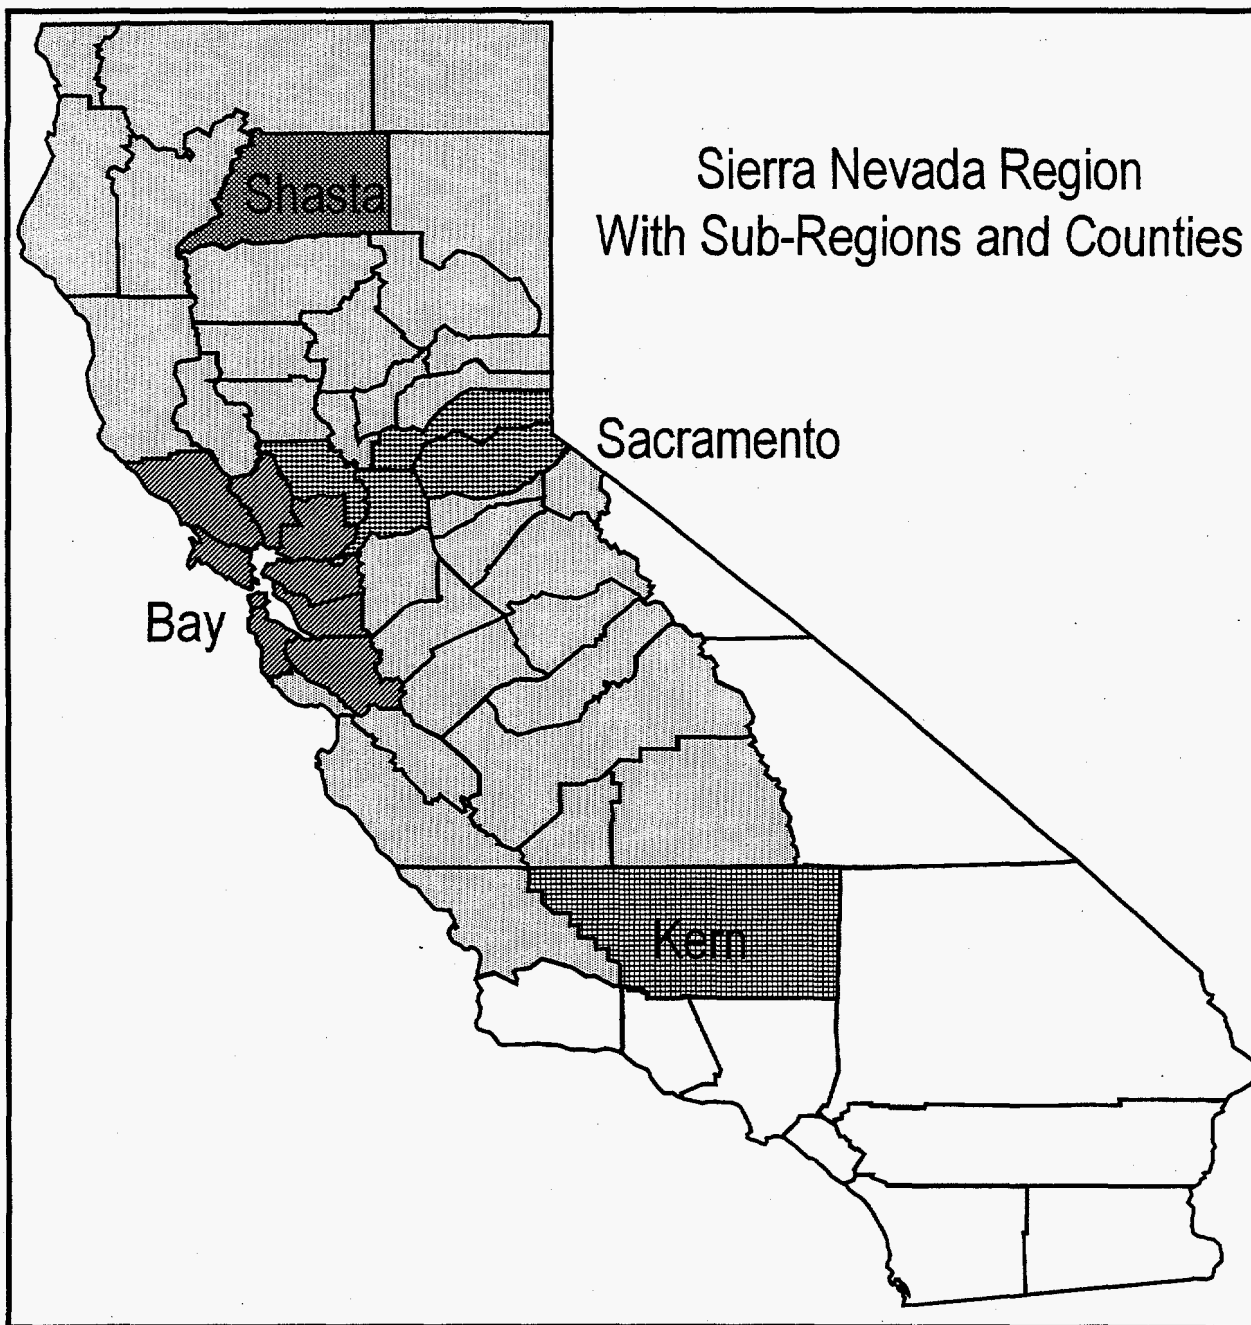 Shasta
Sierra Nevada Region
With Sub-Regions and Counties
Sacramento
Bay
Kern